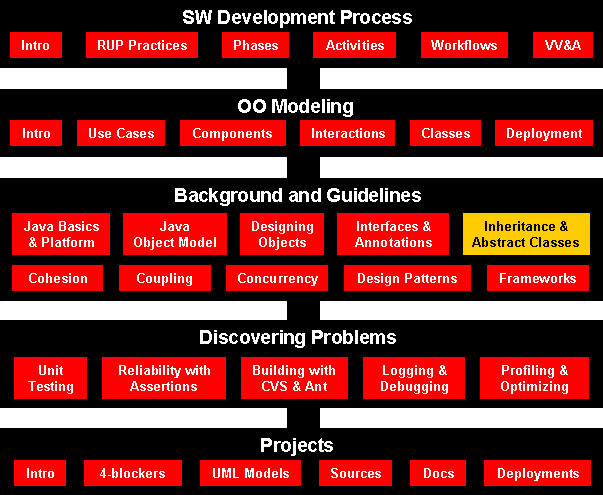 SW Development Process
Intro RUP Practices Phases Activities Workflows VV&A
OO Modeling
Intro Use Cases Components Interactions Classes Deployment
Background and Guidelines
Java Basics & Platform
Java Object Model
Designing Objects
Interfaces & Annotations
Inheritance & Abstract Classes
Cohesion Coupling Concurrency Design Patterns Frameworks
Discovering Problems
Unit Testing
Reliability with Assertions
Building with CVS & Ant
Logging & Debugging
Profiling & Optimizing
Projects
Intro 4-blockers UML Models Sources Docs Deployments